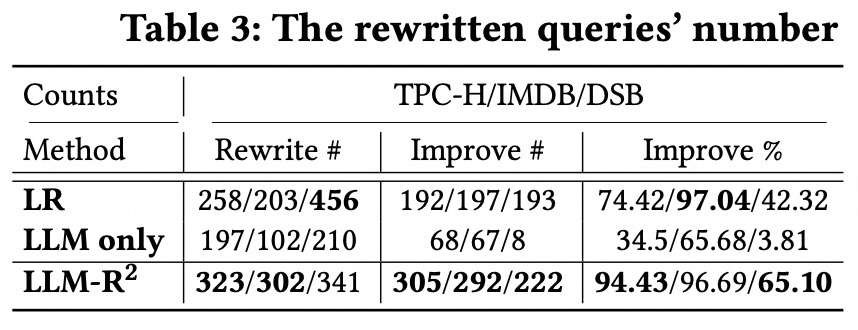 Table 3: The rewritten queries’ number
Counts TPC-H/IMDB/DSB
Method Rewrite # Improve # Improve %
LR 258/203/456 192/197/193 74.42/97.04/42.32
LLM only 197/102/210 68/67/8 34.5/65.68/3.81
LLM-R² 323/302/341 305/292/222 94.43/96.69/65.10